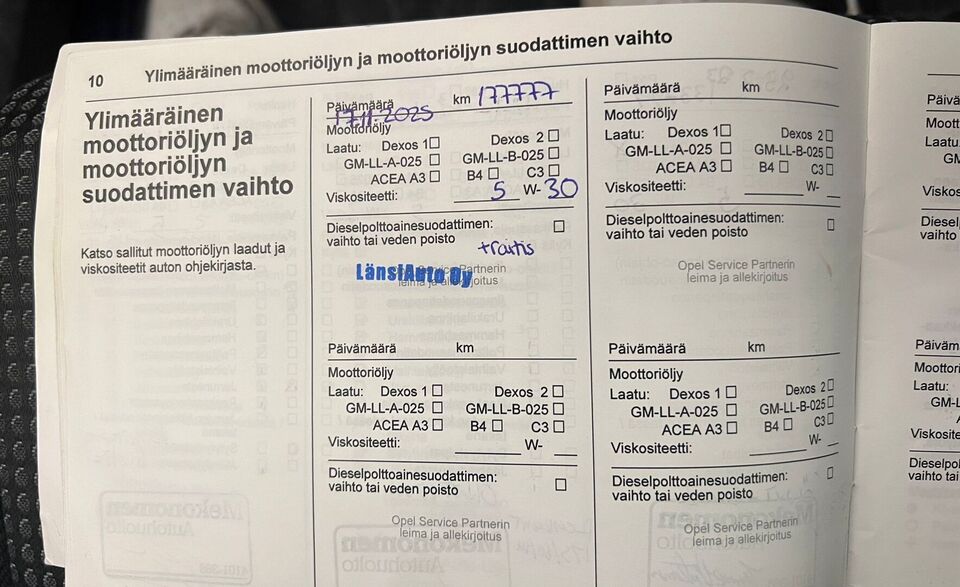 10 Ylimääräinen moottoriöljyn ja moottoriöljyn suodattimen vaihto
Ylimääräinen
moottoriöljyn ja
moottoriöljyn
suodattimen vaihto
Katso sallitut moottoriöljyn laadut ja
viskositeetit auton ohjekirjasta.
Päivämäärä km 177777
17.11.2025
Moottoriöljy
Laatu: Dexos 1 Dexos 2
GM-LL-A-025 GM-LL-B-025
ACEA A3 B4 C3
Viskositeetti: 5 W- 30
Dieselpolttoainesuodattimen:
vaihto tai veden poisto
Opel Service Partnerin
LänsiAuto Oy
leima ja allekirjoitus
Päivämäärä km
Moottoriöljy
Laatu: Dexos 1 Dexos 2
GM-LL-A-025 GM-LL-B-025
ACEA A3 B4 C3
Viskositeetti: W-
Dieselpolttoainesuodattimen:
vaihto tai veden poisto
Opel Service Partnerin
leima ja allekirjoitus
Päivämäärä km
Moottoriöljy
Laatu: Dexos 1 Dexos 2
GM-LL-A-025 GM-LL-B-025
ACEA A3 B4 C3
Viskositeetti: W-
Dieselpolttoainesuodattimen:
vaihto tai veden poisto
Opel Service Partnerin
leima ja allekirjoitus
Päivämäärä km
Moottoriöljy
Laatu: Dexos 1 Dexos 2
GM-LL-A-025 GM-LL-B-025
ACEA A3 B4 C3
Viskositeetti: W-
Dieselpolttoainesuodattimen:
vaihto tai veden poisto
Opel Service Partnerin
leima ja allekirjoitus